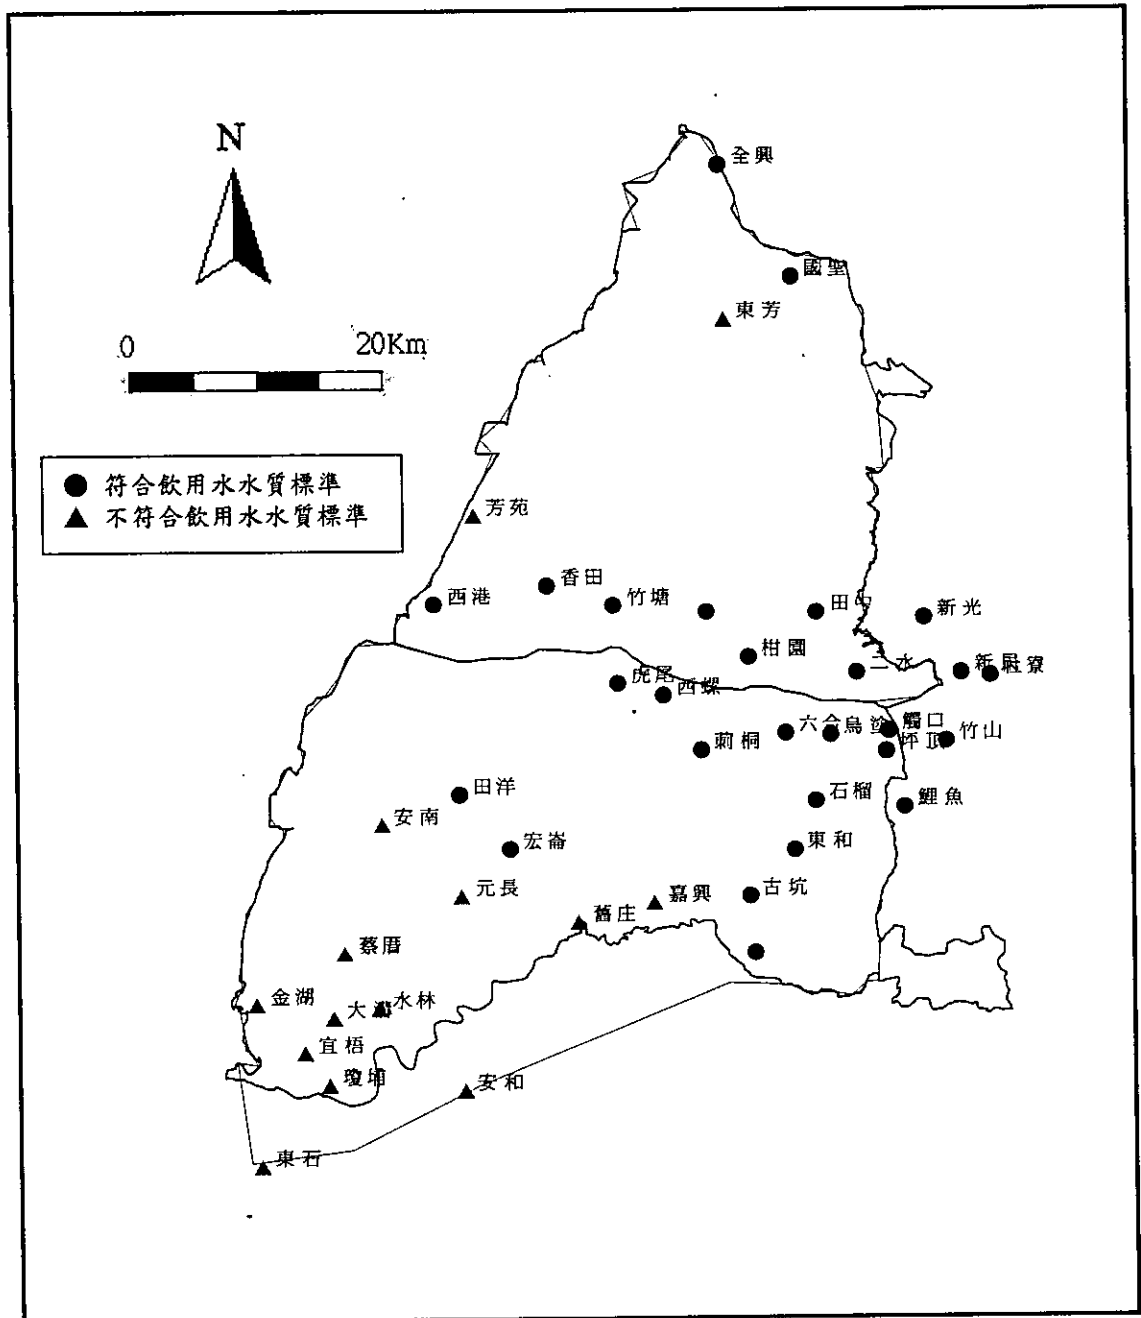 N
0 20Km
符合飲用水水質標準
不符合飲用水水質標準
全興
國聖
東芳
芳苑
香田
西港
竹塘
田中
新光
柑園
二水
社寮
虎尾
西螺
六合
烏塗
觸口
竹山
莿桐
坪頂
田洋
石榴
鯉魚
安南
宏崙
東和
元長
嘉興
古坑
舊庄
蔡厝
金湖
水林
宜梧
瓊埔
安和
東石